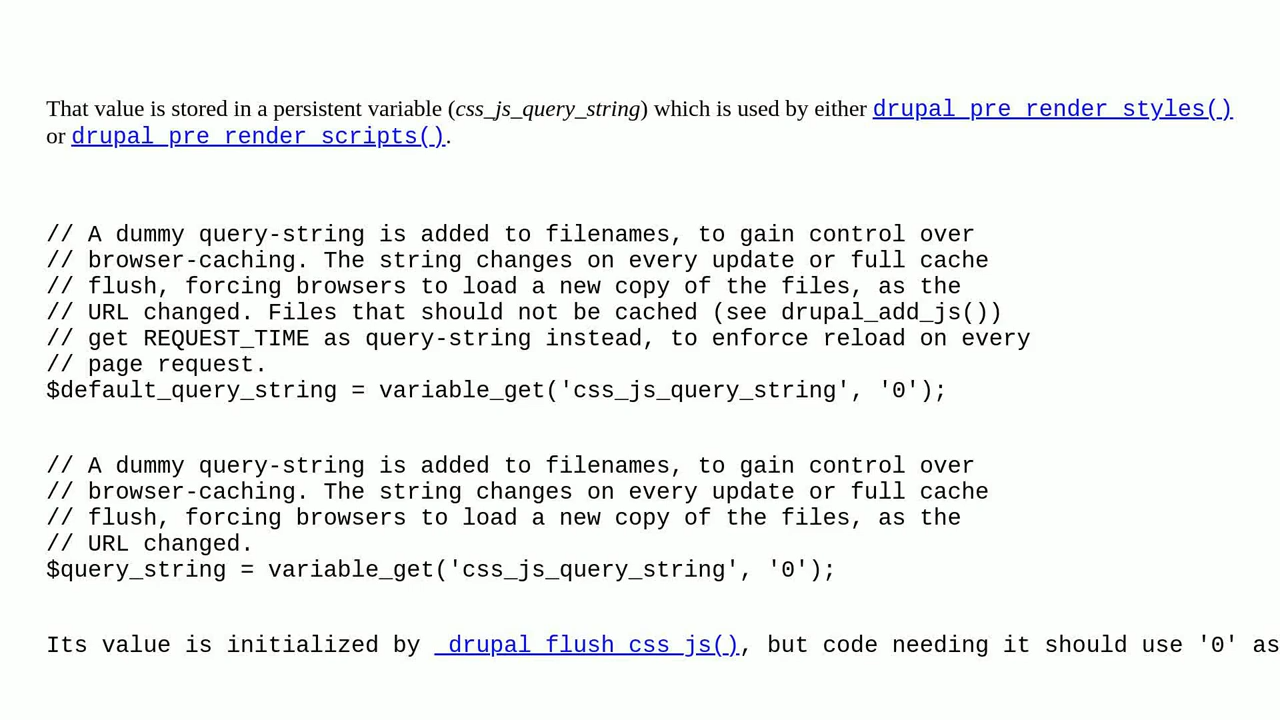 That value is stored in a persistent variable (css_js_query_string) which is used by either drupal_pre_render_styles()
or drupal_pre_render_scripts().
// A dummy query-string is added to filenames, to gain control over
// browser-caching. The string changes on every update or full cache
// flush, forcing browsers to load a new copy of the files, as the
// URL changed. Files that should not be cached (see drupal_add_js())
// get REQUEST_TIME as query-string instead, to enforce reload on every
// page request.
$default_query_string = variable_get('css_js_query_string', '0');
// A dummy query-string is added to filenames, to gain control over
// browser-caching. The string changes on every update or full cache
// flush, forcing browsers to load a new copy of the files, as the
// URL changed.
$query_string = variable_get('css_js_query_string', '0');
Its value is initialized by _drupal_flush_css_js(), but code needing it should use '0' as